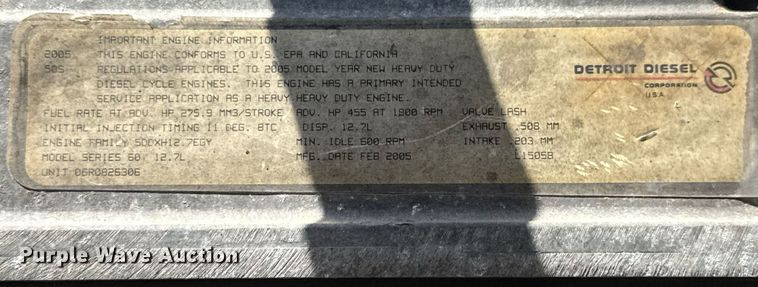 IMPORTANT ENGINE INFORMATION
2005 THIS ENGINE CONFORMS TO U.S. EPA AND CALIFORNIA
50S REGULATIONS APPLICABLE TO 2005 MODEL YEAR NEW HEAVY DUTY
DIESEL CYCLE ENGINES. THIS ENGINE HAS A PRIMARY INTENDED
SERVICE APPLICATION AS A HEAVY HEAVY DUTY ENGINE.
FUEL RATE AT ADV. HP 275.9 MM3/STROKE ADV. HP 455 AT 1800 RPM VALVE LASH
INITIAL INJECTION TIMING 11 DEG. BTC DISP. 12.7L EXHAUST .508 MM
ENGINE FAMILY 5DDXH12.7EGY MIN. IDLE 600 RPM INTAKE .203 MM
MODEL SERIES 60 12.7L MFG. DATE FEB 2005 L15058
UNIT 06R0825306
DETROIT DIESEL
CORPORATION
USA
Purple Wave Auction